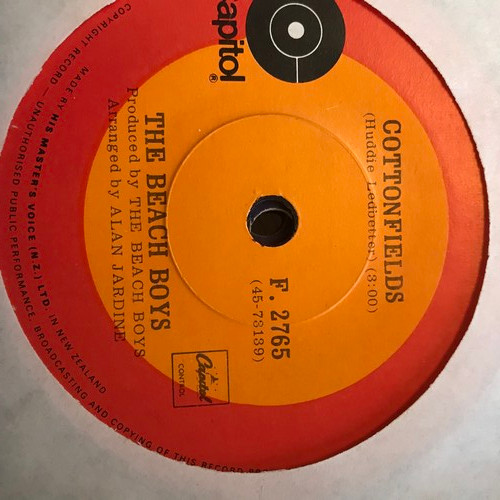 Capitol®
COTTONFIELDS
(Huddie Ledbetter) (3:00)
F. 2765
(45-73139)
THE BEACH BOYS
Produced by THE BEACH BOYS
Arranged by ALAN JARDINE
Capitol
CONTROL
COPYRIGHT RECORD — UNAUTHORISED PUBLIC PERFORMANCE, BROADCASTING AND COPYING OF THIS RECORD
MADE BY HIS MASTER'S VOICE (N.Z.) LTD. IN NEW ZEALAND